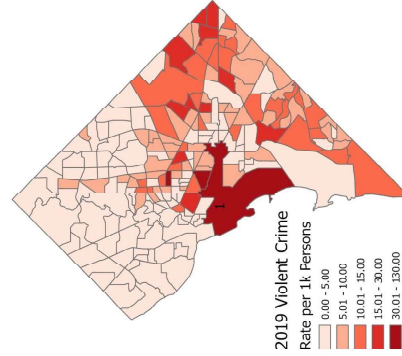 1
2019 Violent Crime
Rate per 1k Persons
0.00 - 5.00
5.01 - 10.00
10.01 - 15.00
15.01 - 30.00
30.01 - 130.00